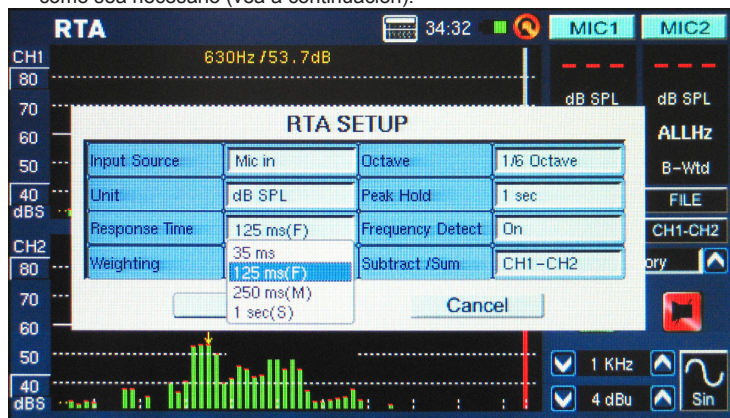 como sea necesario (vea a continuación).
RTA
34:32
MIC1
MIC2
CH1
630Hz/53.7dB
80
70
60
50
40
dBS
dB SPL
dB SPL
ALLHz
B-Wtd
FILE
CH1-CH2
ory
RTA SETUP
Input Source
Mic in
Octave
1/6 Octave
Unit
dB SPL
Peak Hold
1 sec
Response Time
125 ms(F)
Frequency Detect
On
Weighting
Subtract /Sum
CH1-CH2
35 ms
125 ms(F)
250 ms(M)
1 sec(S)
Cancel
CH2
80
70
60
50
40
dBS
1 KHz
4 dBu
Sin